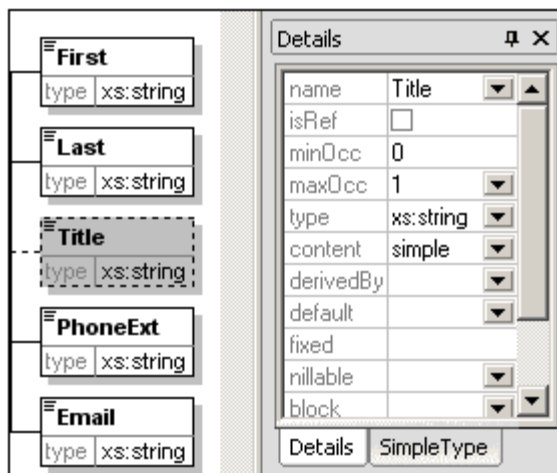 First
type xs:string
Last
type xs:string
Title
type xs:string
PhoneExt
type xs:string
Email
type xs:string
Details
name Title
isRef
minOcc 0
maxOcc 1
type xs:string
content simple
derivedBy
default
fixed
nillable
block
Details SimpleType